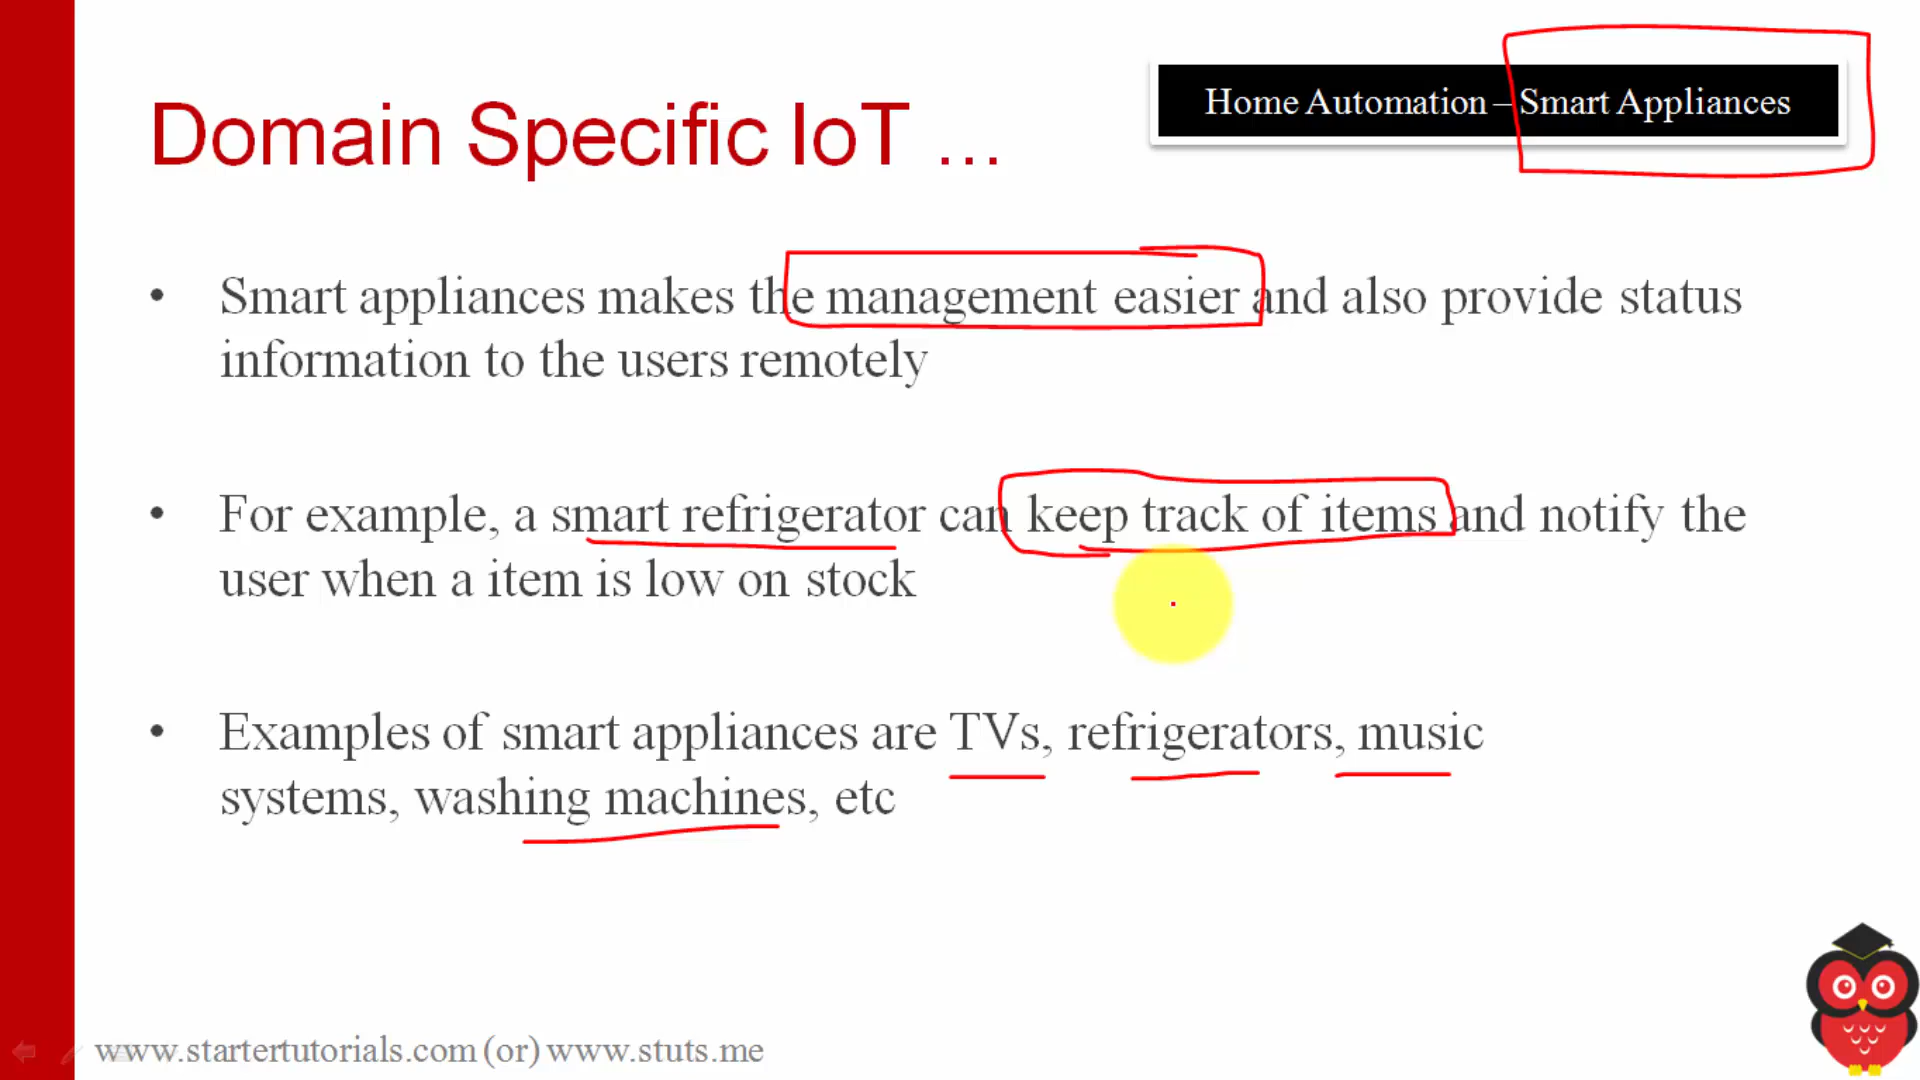 Home Automation – Smart Appliances
Domain Specific IoT ...
• Smart appliances makes the management easier and also provide status
information to the users remotely
• For example, a smart refrigerator can keep track of items and notify the
user when a item is low on stock
• Examples of smart appliances are TVs, refrigerators, music
systems, washing machines, etc
www.startertutorials.com (or) www.stuts.me